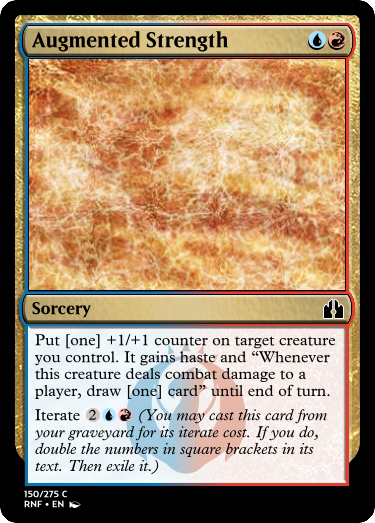 Augmented Strength
Sorcery
Put [one] +1/+1 counter on target creature
you control. It gains haste and “Whenever
this creature deals combat damage to a
player, draw [one] card” until end of turn.
Iterate 2 (You may cast this card from
your graveyard for its iterate cost. If you do,
double the numbers in square brackets in its
text. Then exile it.)
150/275 C
RNF • EN